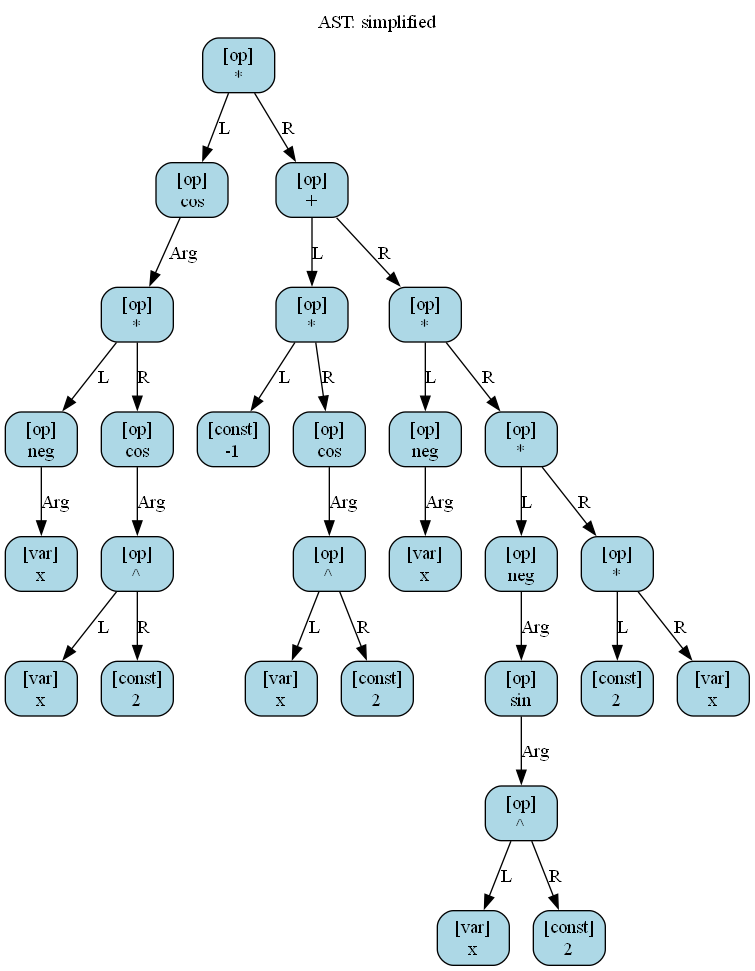 AST: simplified
[op]
*
L
R
[op]
cos
[op]
+
Arg
L
R
[op]
*
[op]
*
[op]
*
L
R
L
R
L
R
[op]
neg
[op]
cos
[const]
-1
[op]
cos
[op]
neg
[op]
*
Arg
Arg
Arg
Arg
L
R
[var]
x
[op]
^
[op]
^
[var]
x
[op]
neg
[op]
*
L
R
L
R
Arg
L
R
[var]
x
[const]
2
[var]
x
[const]
2
[op]
sin
[const]
2
[var]
x
Arg
[op]
^
L
R
[var]
x
[const]
2